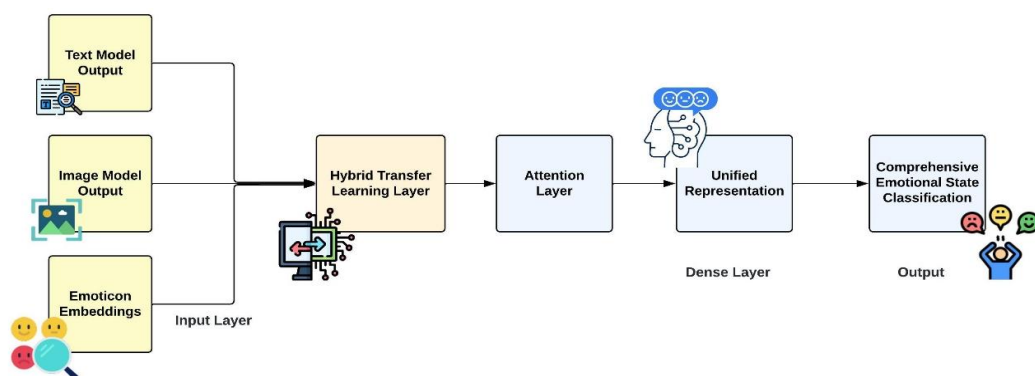 Text Model
Output
Image Model
Output
Emoticon
Embeddings
Input Layer
Hybrid Transfer
Learning Layer
Attention
Layer
Unified
Representation
Dense Layer
Comprehensive
Emotional State
Classification
Output